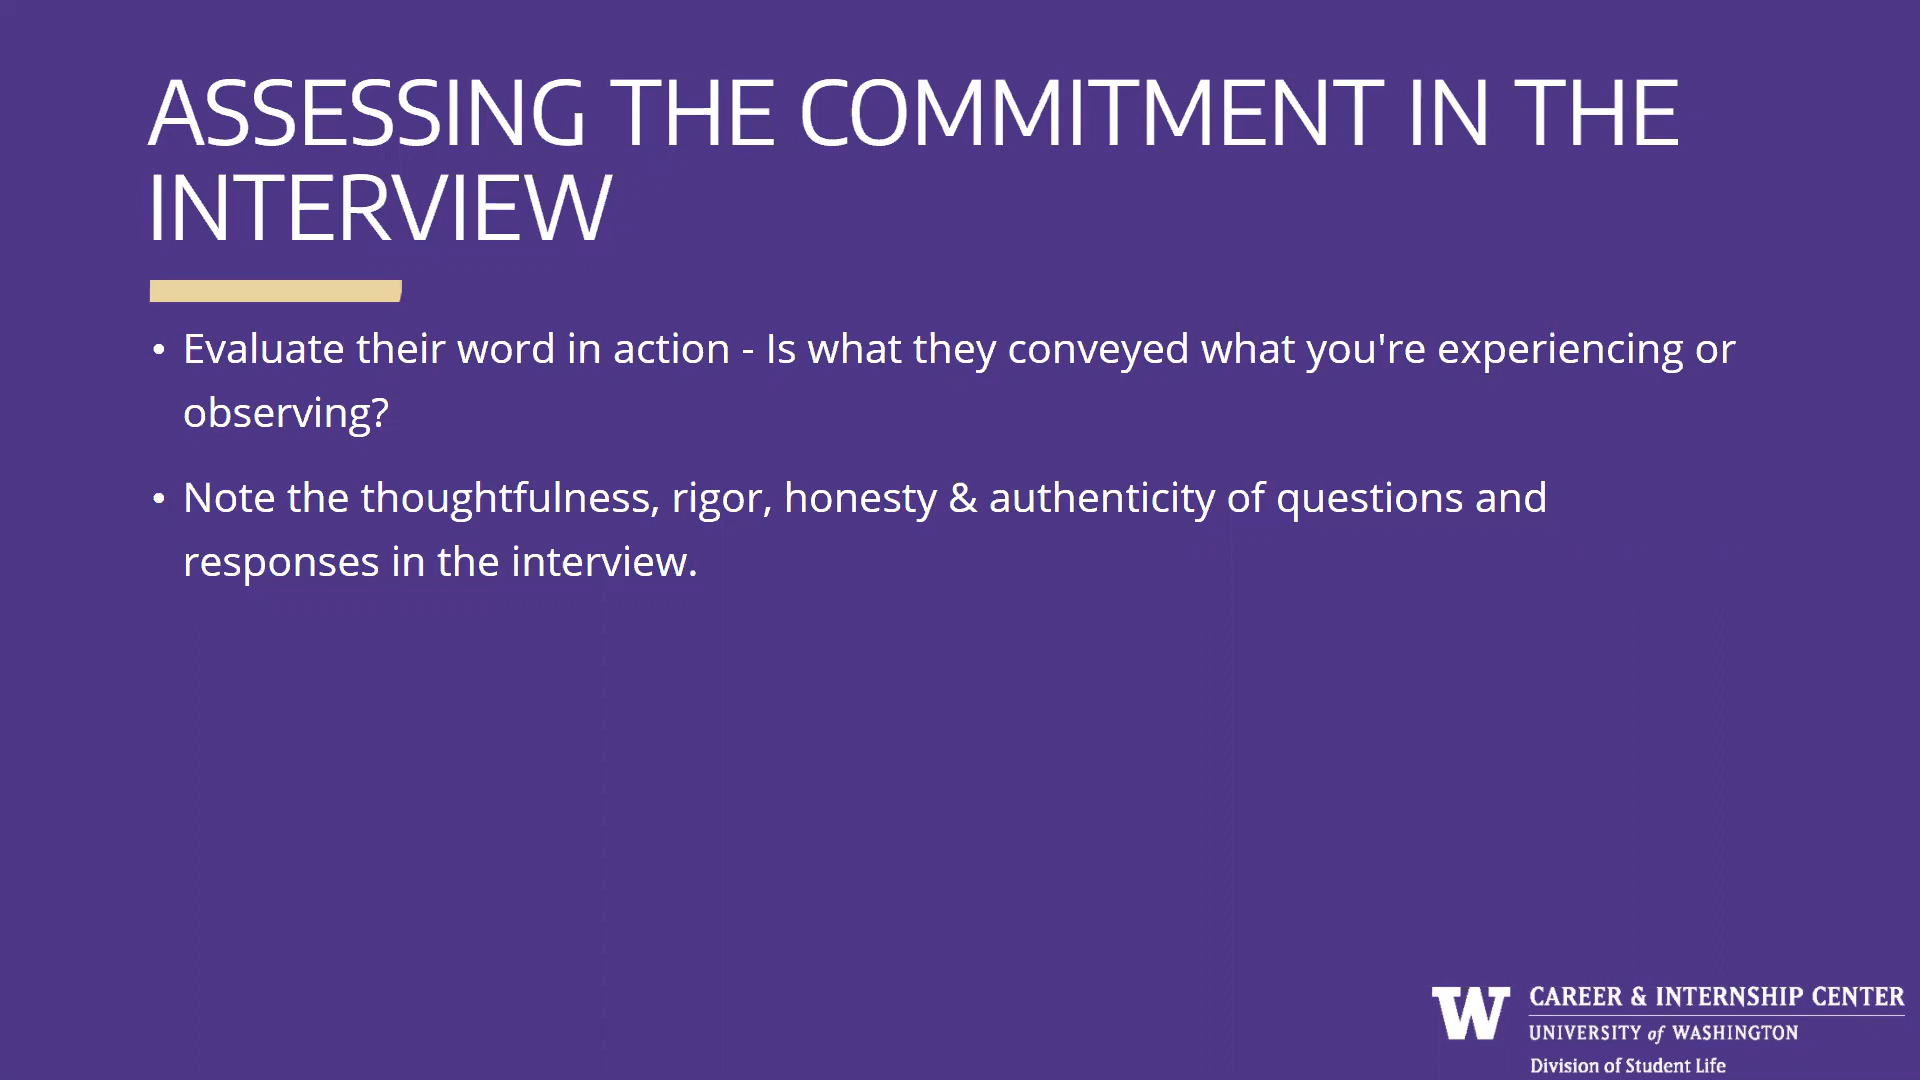 ASSESSING THE COMMITMENT IN THE
INTERVIEW
• Evaluate their word in action - Is what they conveyed what you're experiencing or
observing?
• Note the thoughtfulness, rigor, honesty & authenticity of questions and
responses in the interview.
W CAREER & INTERNSHIP CENTER
UNIVERSITY of WASHINGTON
Division of Student Life